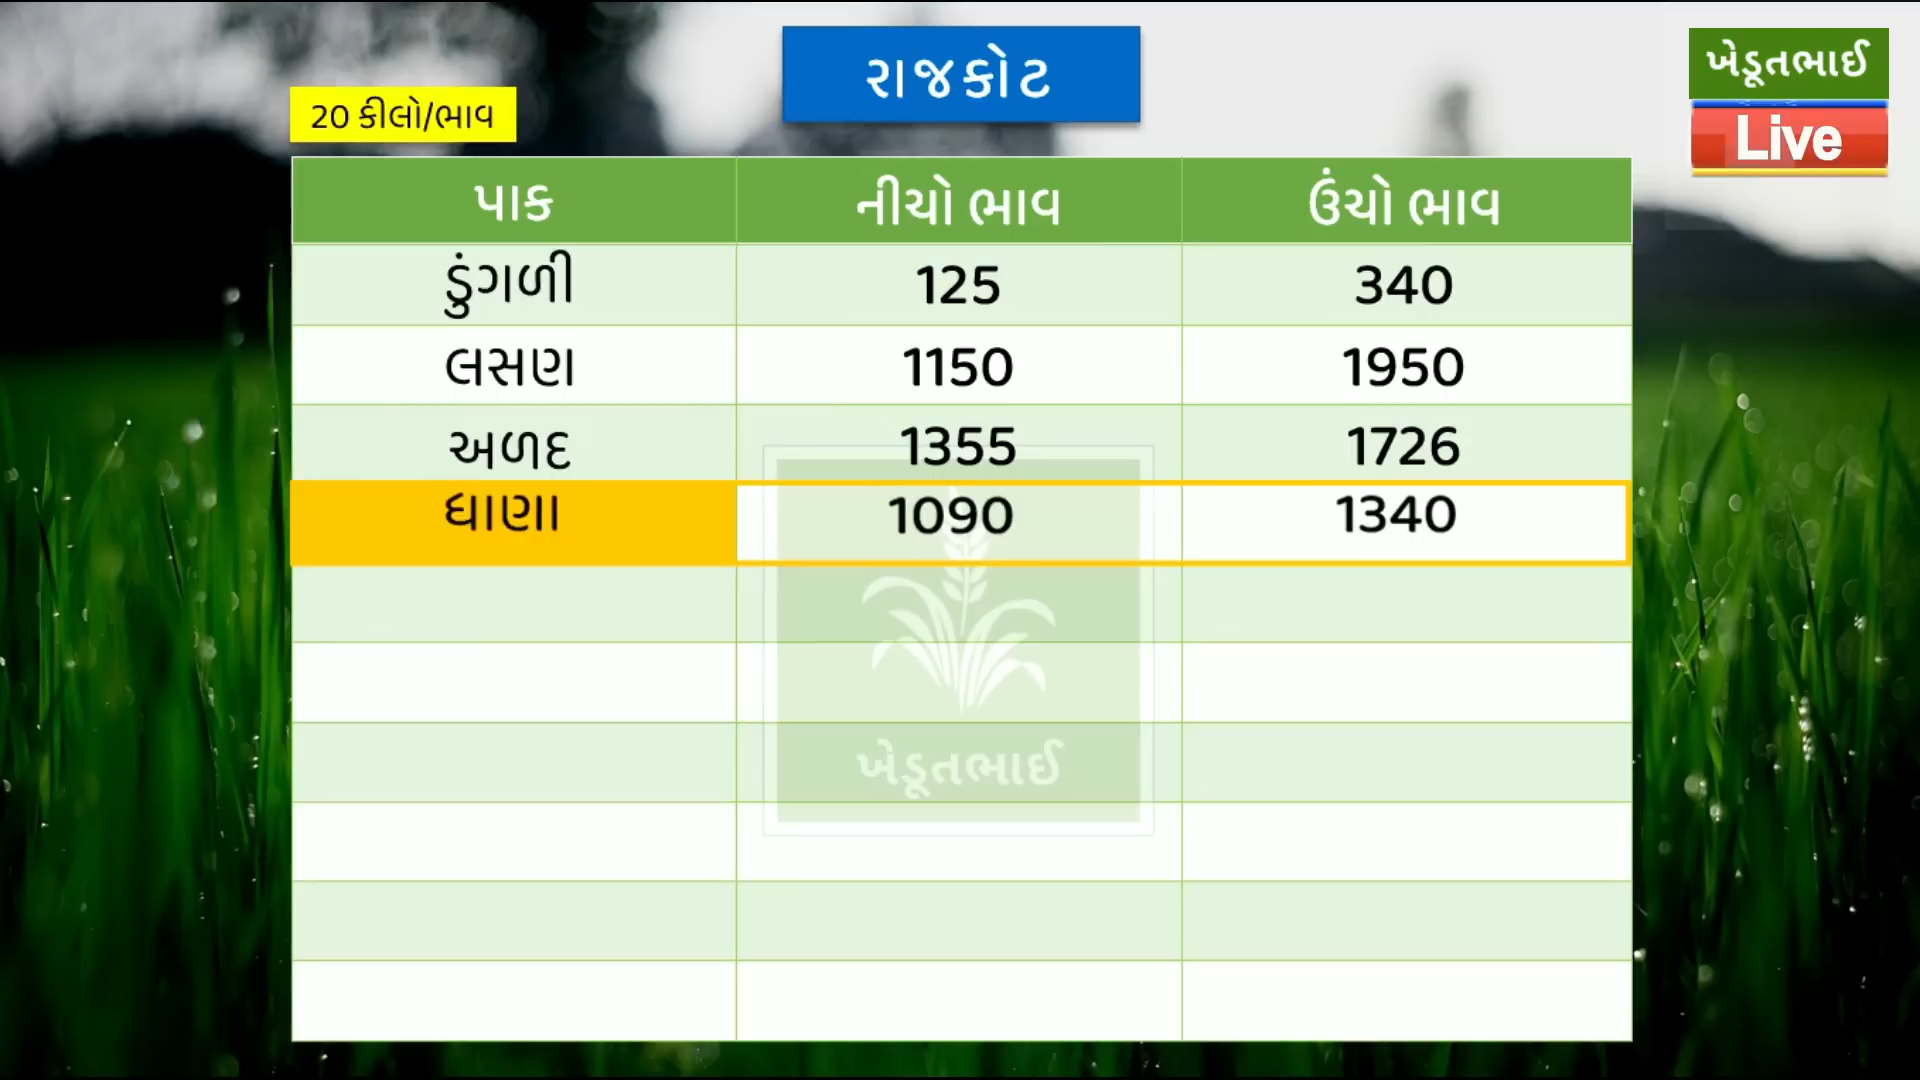 રાજકોટ
ખેડૂતભાઈ
Live
20 કીલો/ભાવ
પાક નીચો ભાવ ઉંચો ભાવ
ડુંગળી 125 340
લસણ 1150 1950
અળદ 1355 1726
ધાણા 1090 1340
ખેડૂતભાઈ